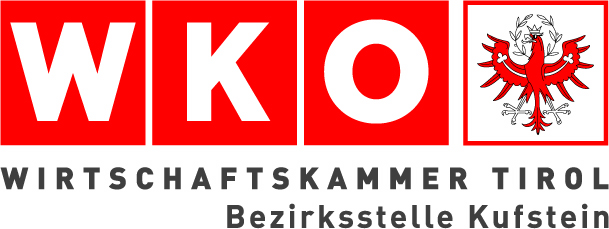 WKO
WIRTSCHAFTSKAMMER TIROL
Bezirksstelle Kufstein